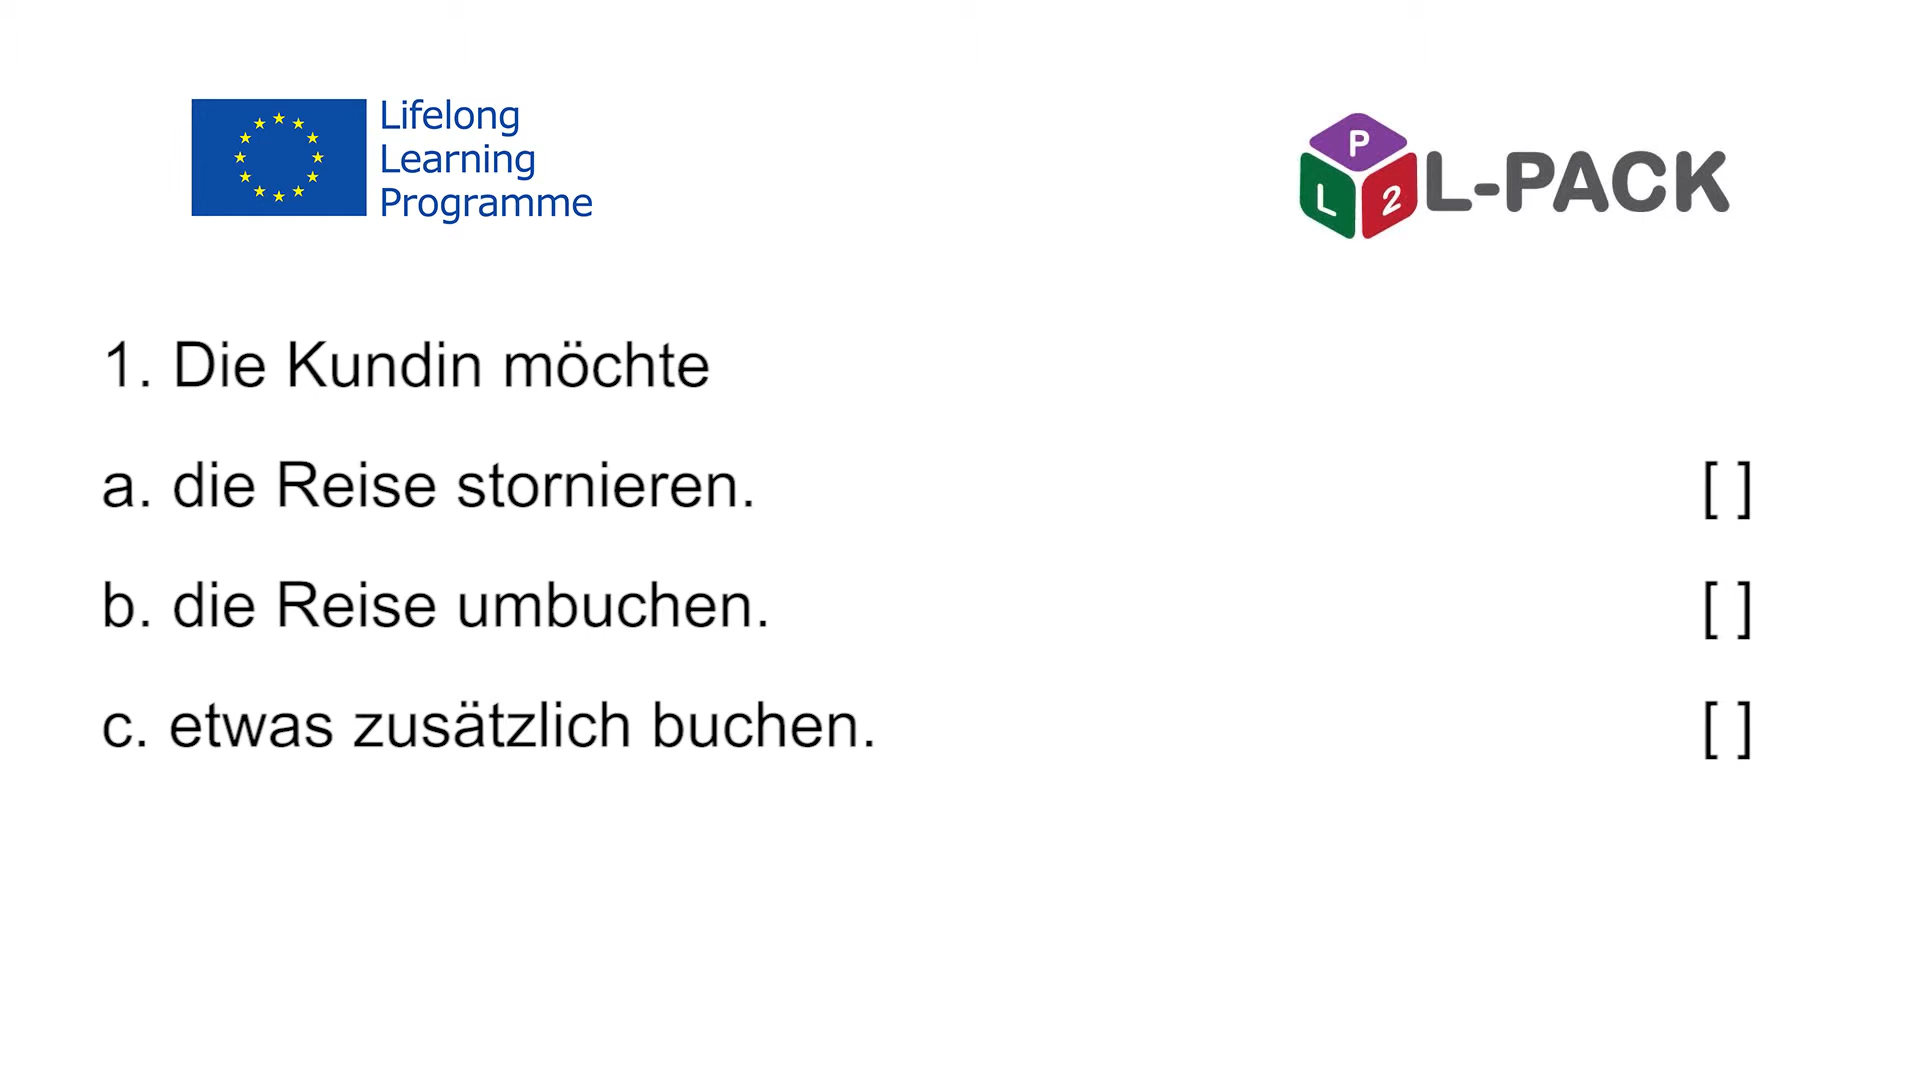 Lifelong
Learning
Programme
P
L
2
L-PACK
1. Die Kundin möchte
a. die Reise stornieren. [ ]
b. die Reise umbuchen. [ ]
c. etwas zusätzlich buchen. [ ]